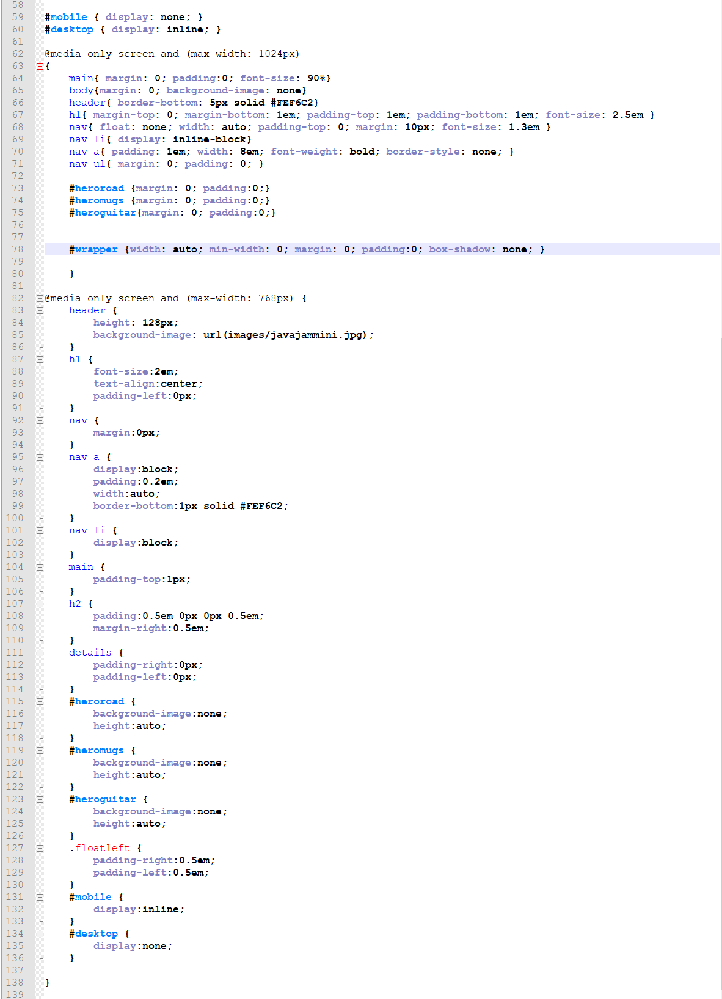 58
59 #mobile { display: none; }
60 #desktop { display: inline; }
61
62 @media only screen and (max-width: 1024px)
63 {
64 main{ margin: 0; padding:0; font-size: 90%}
65 body{margin: 0; background-image: none}
66 header{ border-bottom: 5px solid #FEF6C2}
67 h1{ margin-top: 0; margin-bottom: 1em; padding-top: 1em; padding-bottom: 1em; font-size: 2.5em }
68 nav{ float: none; width: auto; padding-top: 0; margin: 10px; font-size: 1.3em }
69 nav li{ display: inline-block}
70 nav a{ padding: 1em; width: 8em; font-weight: bold; border-style: none; }
71 nav ul{ margin: 0; padding: 0; }
72
73 #heroroad {margin: 0; padding:0;}
74 #heromugs {margin: 0; padding:0;}
75 #heroguitar{margin: 0; padding:0;}
76
77
78 #wrapper {width: auto; min-width: 0; margin: 0; padding:0; box-shadow: none; }
79
80 }
81
82 @media only screen and (max-width: 768px) {
83 header {
84 height: 128px;
85 background-image: url(images/javajammini.jpg);
86 }
87 h1 {
88 font-size:2em;
89 text-align:center;
90 padding-left:0px;
91 }
92 nav {
93 margin:0px;
94 }
95 nav a {
96 display:block;
97 padding:0.2em;
98 width:auto;
99 border-bottom:1px solid #FEF6C2;
100 }
101 nav li {
102 display:block;
103 }
104 main {
105 padding-top:1px;
106 }
107 h2 {
108 padding:0.5em 0px 0px 0.5em;
109 margin-right:0.5em;
110 }
111 details {
112 padding-right:0px;
113 padding-left:0px;
114 }
115 #heroroad {
116 background-image:none;
117 height:auto;
118 }
119 #heromugs {
120 background-image:none;
121 height:auto;
122 }
123 #heroguitar {
124 background-image:none;
125 height:auto;
126 }
127 .floatleft {
128 padding-right:0.5em;
129 padding-left:0.5em;
130 }
131 #mobile {
132 display:inline;
133 }
134 #desktop {
135 display:none;
136 }
137
138 }
139